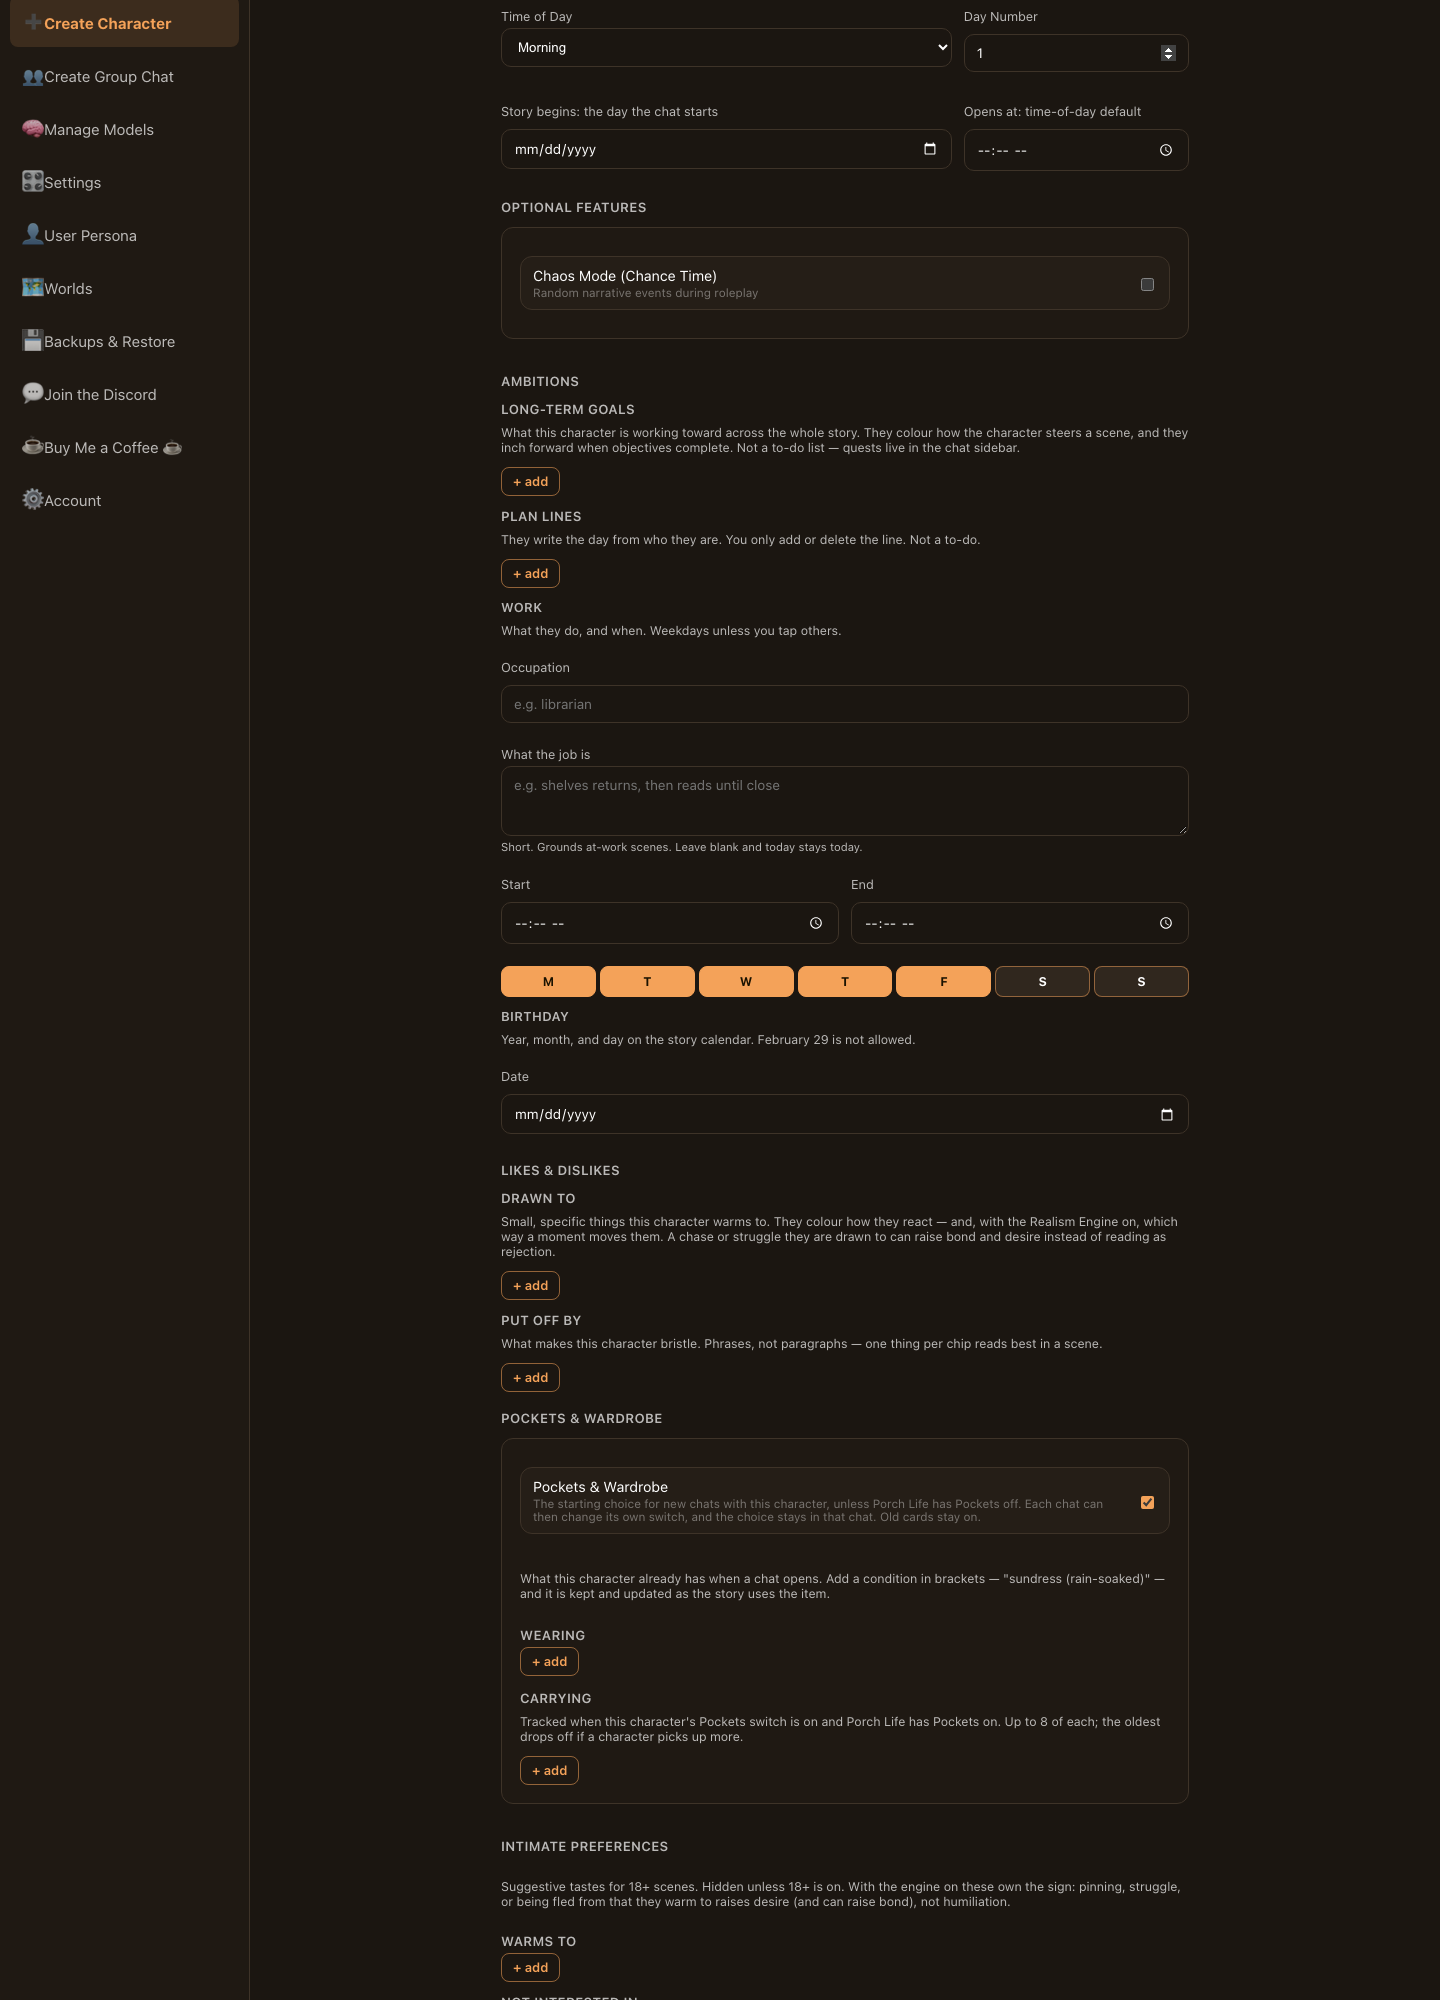 Create Character
Create Group Chat
Manage Models
Settings
User Persona
Worlds
Backups & Restore
Join the Discord
Buy Me a Coffee
Account
Time of Day
Day Number
Morning
1
Story begins: the day the chat starts
Opens at: time-of-day default
mm/dd/yyyy
--:-- --
OPTIONAL FEATURES
Chaos Mode (Chance Time)
Random narrative events during roleplay
AMBITIONS
LONG-TERM GOALS
What this character is working toward across the whole story. They colour how the character steers a scene, and they
inch forward when objectives complete. Not a to-do list — quests live in the chat sidebar.
+ add
PLAN LINES
They write the day from who they are. You only add or delete the line. Not a to-do.
+ add
WORK
What they do, and when. Weekdays unless you tap others.
Occupation
e.g. librarian
What the job is
e.g. shelves returns, then reads until close
Short. Grounds at-work scenes. Leave blank and today stays today.
Start
End
--:-- --
--:-- --
M T W T F S S
BIRTHDAY
Year, month, and day on the story calendar. February 29 is not allowed.
Date
mm/dd/yyyy
LIKES & DISLIKES
DRAWN TO
Small, specific things this character warms to. They colour how they react — and, with the Realism Engine on, which
way a moment moves them. A chase or struggle they are drawn to can raise bond and desire instead of reading as
rejection.
+ add
PUT OFF BY
What makes this character bristle. Phrases, not paragraphs — one thing per chip reads best in a scene.
+ add
POCKETS & WARDROBE
Pockets & Wardrobe
The starting choice for new chats with this character, unless Porch Life has Pockets off. Each chat can
then change its own switch, and the choice stays in that chat. Old cards stay on.
What this character already has when a chat opens. Add a condition in brackets — "sundress (rain-soaked)" —
and it is kept and updated as the story uses the item.
WEARING
+ add
CARRYING
Tracked when this character's Pockets switch is on and Porch Life has Pockets on. Up to 8 of each; the oldest
drops off if a character picks up more.
+ add
INTIMATE PREFERENCES
Suggestive tastes for 18+ scenes. Hidden unless 18+ is on. With the engine on these own the sign: pinning, struggle,
or being fled from that they warm to raises desire (and can raise bond), not humiliation.
WARMS TO
+ add
NOT INTERESTED IN